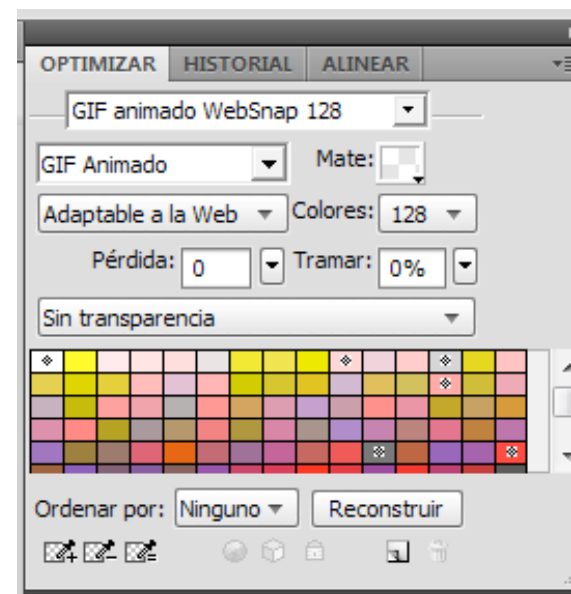 OPTIMIZAR HISTORIAL ALINEAR
GIF animado WebSnap 128
GIF Animado Mate:
Adaptable a la Web Colores: 128
Pérdida: 0 Tramar: 0%
Sin transparencia
Ordenar por: Ninguno Reconstruir